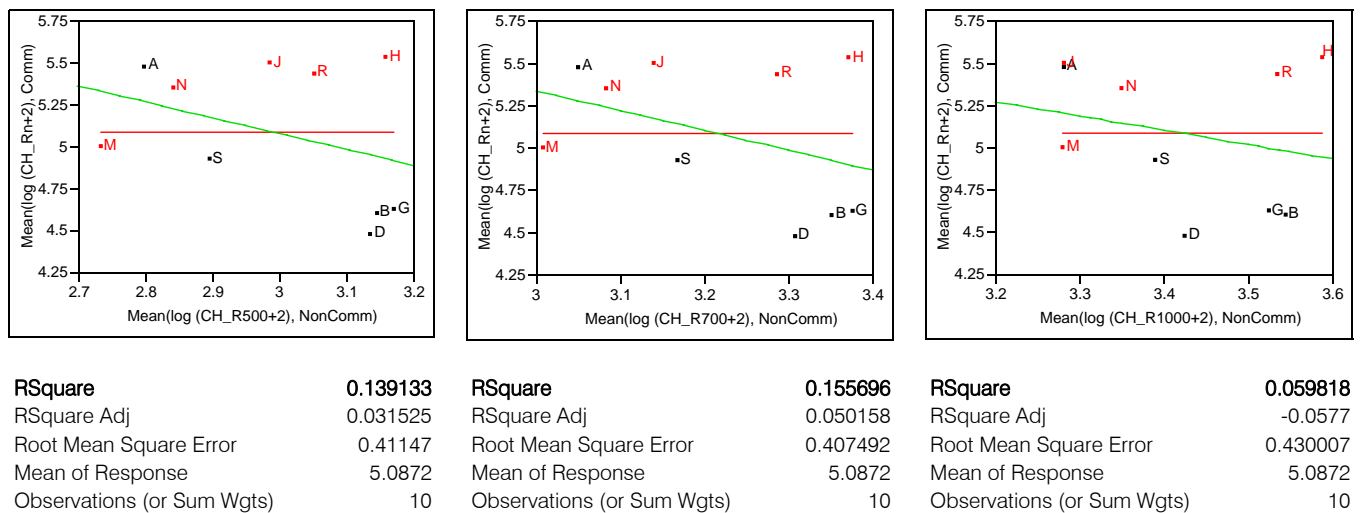 5.75
5.5
5.25
5
4.75
4.5
4.25
Mean(log (CH_Rn+2), Comm)
A
N
J
R
H
M
S
B
G
D
2.7 2.8 2.9 3 3.1 3.2
Mean(log (CH_R500+2), NonComm)
5.75
5.5
5.25
5
4.75
4.5
4.25
Mean(log (CH_Rn+2), Comm)
A
N
J
R
H
M
S
B
G
D
3 3.1 3.2 3.3 3.4
Mean(log (CH_R700+2), NonComm)
5.75
5.5
5.25
5
4.75
4.5
4.25
Mean(log (CH_Rn+2), Comm)
J
A
N
R
H
M
S
G
B
D
3.2 3.3 3.4 3.5 3.6
Mean(log (CH_R1000+2), NonComm)
RSquare 0.139133
RSquare Adj 0.031525
Root Mean Square Error 0.41147
Mean of Response 5.0872
Observations (or Sum Wgts) 10
RSquare 0.155696
RSquare Adj 0.050158
Root Mean Square Error 0.407492
Mean of Response 5.0872
Observations (or Sum Wgts) 10
RSquare 0.059818
RSquare Adj -0.0577
Root Mean Square Error 0.430007
Mean of Response 5.0872
Observations (or Sum Wgts) 10